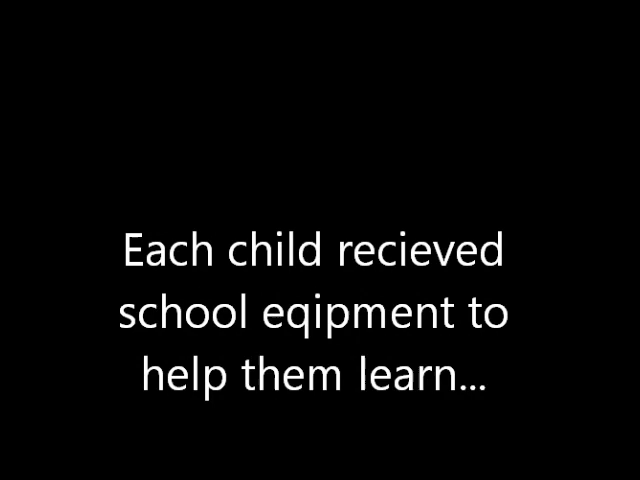 Each child recieved
school eqipment to
help them learn...